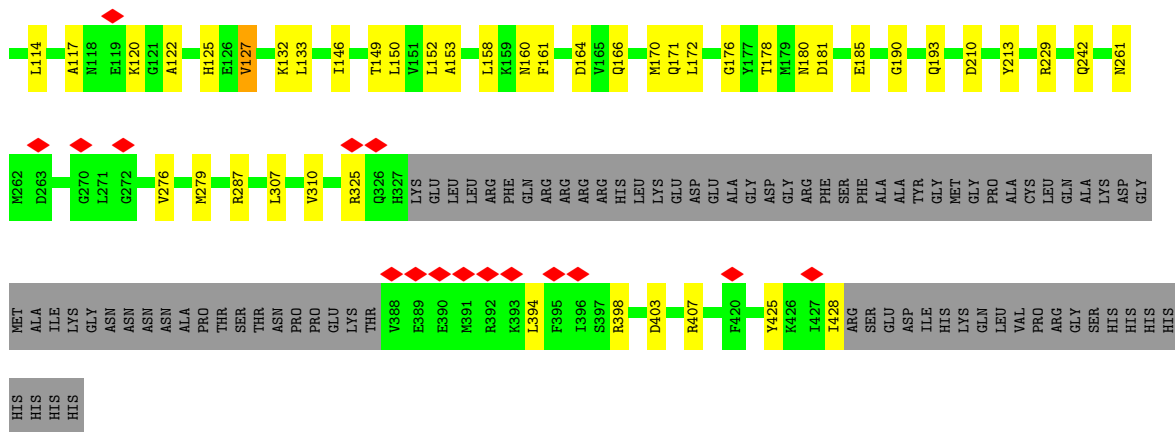 L114 A117 N118 E119 K120 G121 A122 H125 E126 V127 K132 L133 I146 T149 L150 V151 L152 A153 L158 K159 N160 F161 D164 V165 Q166 M170 Q171 L172 G176 Y177 T178 M179 N180 D181 E185 G190 Q193 D210 Y213 R229 Q242 N261
M262 D263 G270 L271 G272 V276 M279 R287 L307 V310 R325 Q326 H327 LYS GLU LEU LEU ARG PHE GLN ARG ARG ARG ARG HIS LEU LYS GLU ASP GLU ALA GLY ASP GLY ARG PHE SER PHE ALA ALA TYR GLY MET GLY PRO ALA CYS LEU GLN ALA LYS ASP GLY
MET ALA ILE LYS GLY ASN ASN ASN ASN ALA PRO THR SER THR ASN PRO PRO GLU LYS THR V388 E389 E390 M391 R392 K393 L394 F395 I396 S397 R398 D403 R407 F420 Y425 K426 I427 I428 ARG SER GLU ASP ILE HIS LYS GLN LEU VAL PRO ARG GLY SER HIS HIS HIS HIS
HIS HIS HIS HIS